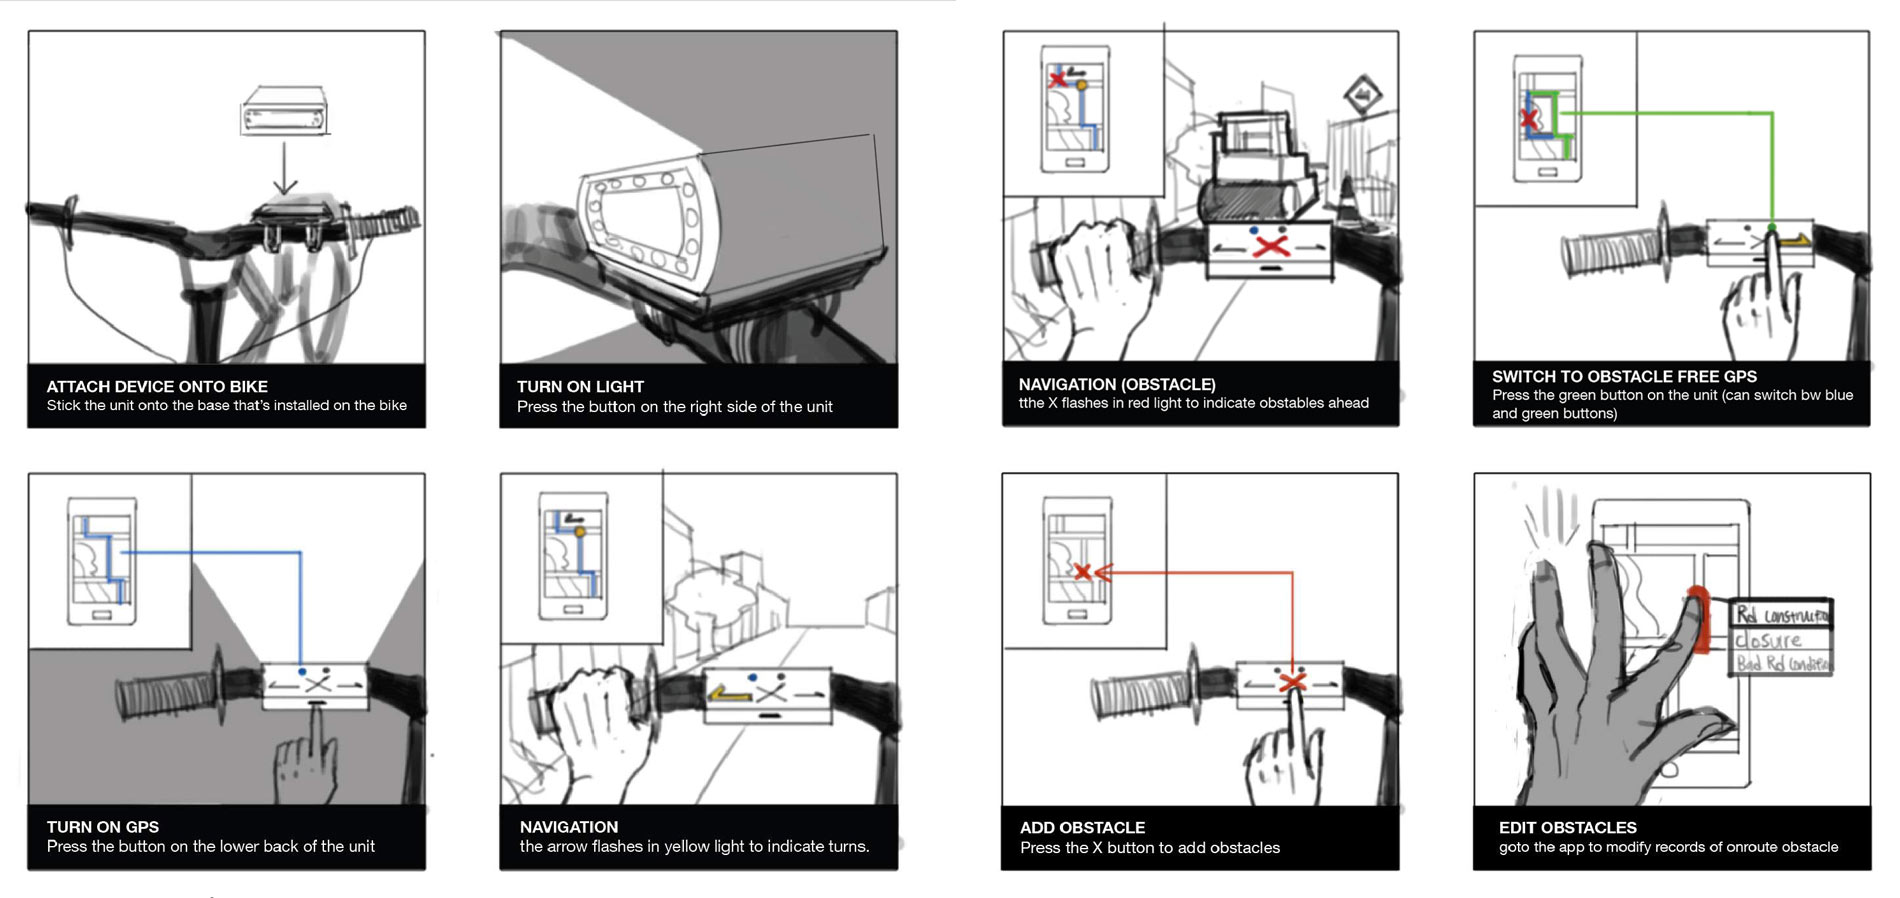 ATTACH DEVICE ONTO BIKE
Stick the unit onto the base that's installed on the bike
TURN ON LIGHT
Press the button on the right side of the unit
NAVIGATION (OBSTACLE)
tthe X flashes in red light to indicate obstables ahead
SWITCH TO OBSTACLE FREE GPS
Press the green button on the unit (can switch bw blue
and green buttons)
TURN ON GPS
Press the button on the lower back of the unit
NAVIGATION
the arrow flashes in yellow light to indicate turns.
ADD OBSTACLE
Press the X button to add obstacles
Rd construction
closure
Bad Rd Condition
EDIT OBSTACLES
goto the app to modify records of onroute obstacle